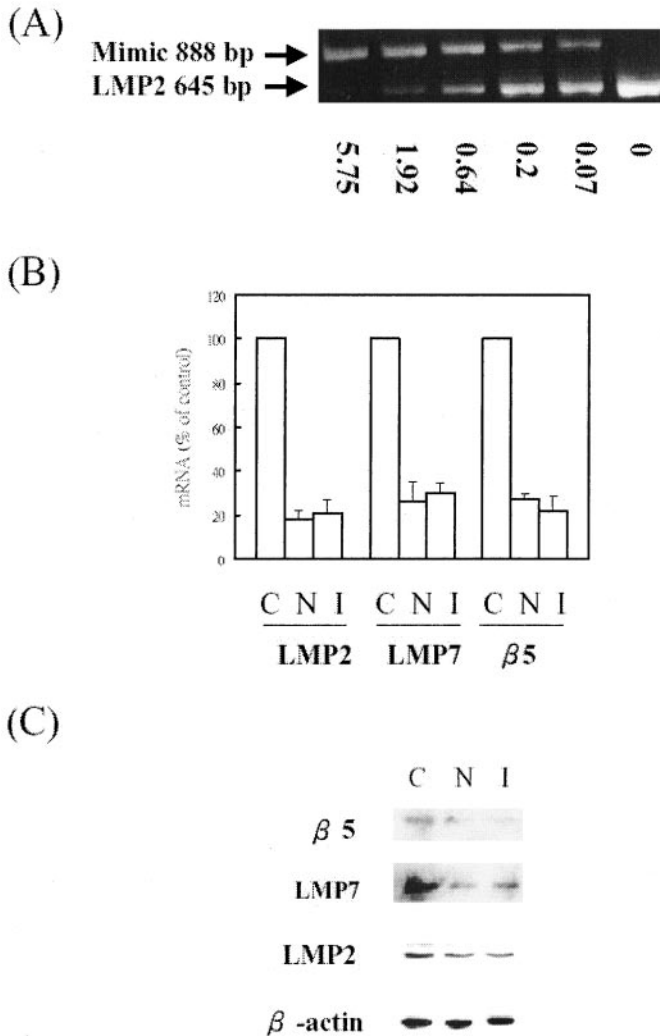 (A)
Mimic 888 bp
LMP2 645 bp
5.75 1.92 0.64 0.2 0.07 0
(B)
mRNA (% of control)
120
100
80
60
40
20
0
C N I C N I C N I
LMP2 LMP7 β5
(C)
C N I
β 5
LMP7
LMP2
β -actin